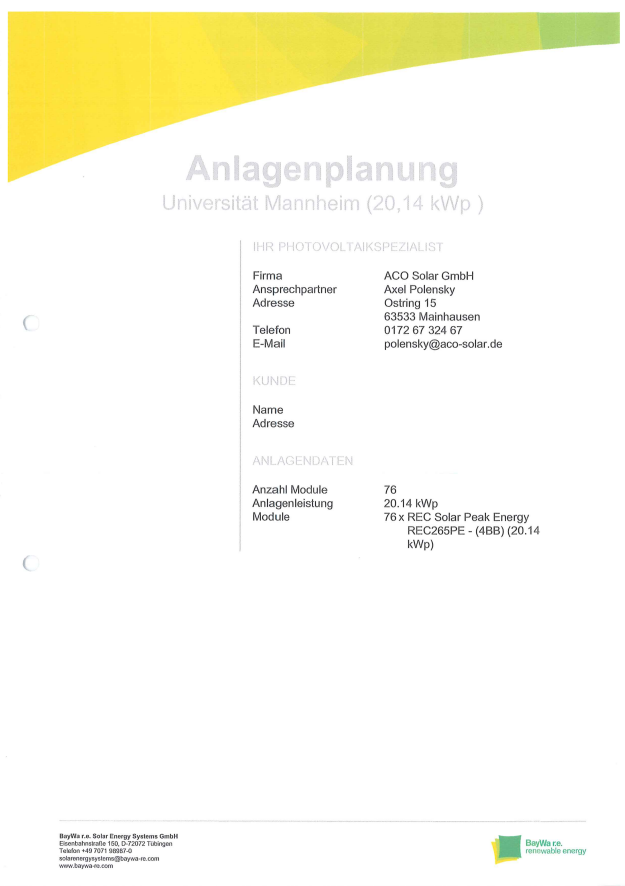 Anlagenplanung
Universität Mannheim (20,14 kWp )
IHR PHOTOVOLTAIKSPEZIALIST
Firma ACO Solar GmbH
Ansprechpartner Axel Polensky
Adresse Ostring 15
63533 Mainhausen
Telefon 0172 67 324 67
E-Mail polensky@aco-solar.de
KUNDE
Name
Adresse
ANLAGENDATEN
Anzahl Module 76
Anlagenleistung 20.14 kWp
Module 76 x REC Solar Peak Energy
REC265PE - (4BB) (20.14
kWp)
BayWa r.e. Solar Energy Systems GmbH
Eisenbahnstraße 150, D-72072 Tübingen
Telefon +49 7071 98987-0
solarenergysystems@baywa-re.com
www.baywa-re.com
BayWa r.e.
renewable energy